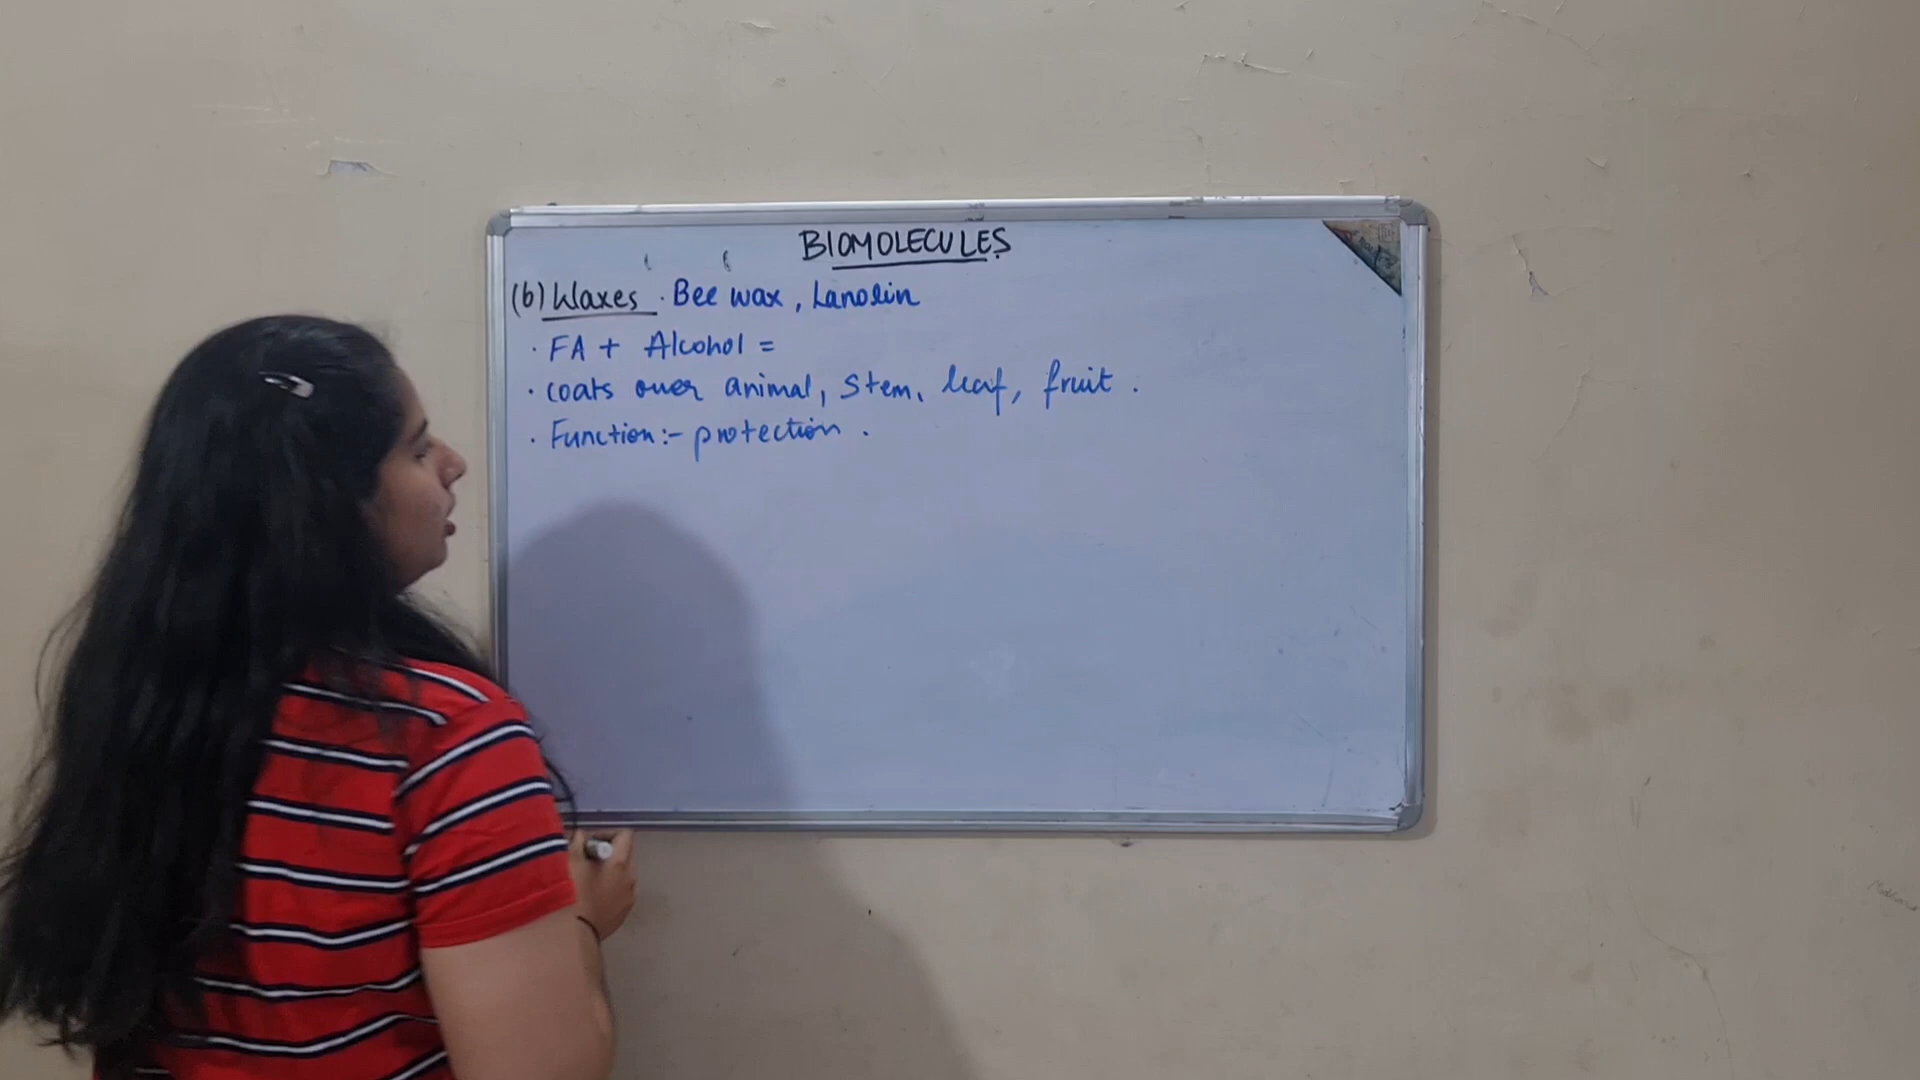 BIOMOLECULES
(b) Waxes . Bee wax, Lanolin
· FA + Alcohol =
· coats over animal, stem, leaf, fruit .
· Function:- protection .